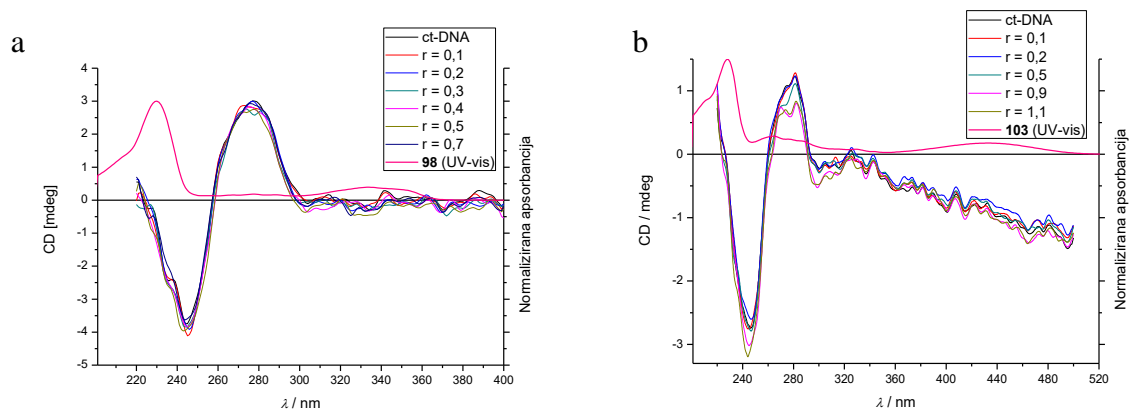 a
ct-DNA
r = 0,1
r = 0,2
r = 0,3
r = 0,4
r = 0,5
r = 0,7
98 (UV-vis)
4
3
2
1
0
-1
-2
-3
-4
-5
CD [mdeg]
Normalizirana apsorbancija
220 240 260 280 300 320 340 360 380 400
λ / nm
b
ct-DNA
r = 0,1
r = 0,2
r = 0,5
r = 0,9
r = 1,1
103 (UV-vis)
1
0
-1
-2
-3
CD / mdeg
Normalizirana apsorbancija
240 280 320 360 400 440 480 520
λ / nm